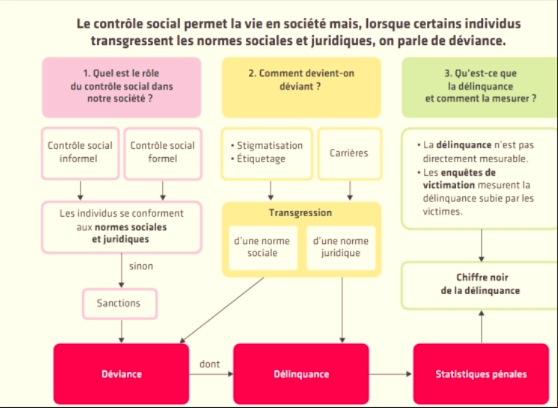 Le contrôle social permet la vie en société mais, lorsque certains individus
transgressent les normes sociales et juridiques, on parle de déviance.
1. Quel est le rôle
du contrôle social dans
notre société ?
2. Comment devient-on
déviant ?
3. Qu'est-ce que
la délinquance
et comment la mesurer ?
Contrôle social
informel
Contrôle social
formel
• Stigmatisation
• Étiquetage
Carrières
• La délinquance n'est pas
directement mesurable.
• Les enquêtes de
victimation mesurent la
délinquance subie par les
victimes.
Les individus se conforment
aux normes sociales
et juridiques
Transgression
d'une norme
sociale
d'une norme
juridique
sinon
Sanctions
Chiffre noir
de la délinquance
Déviance
dont
Délinquance
Statistiques pénales